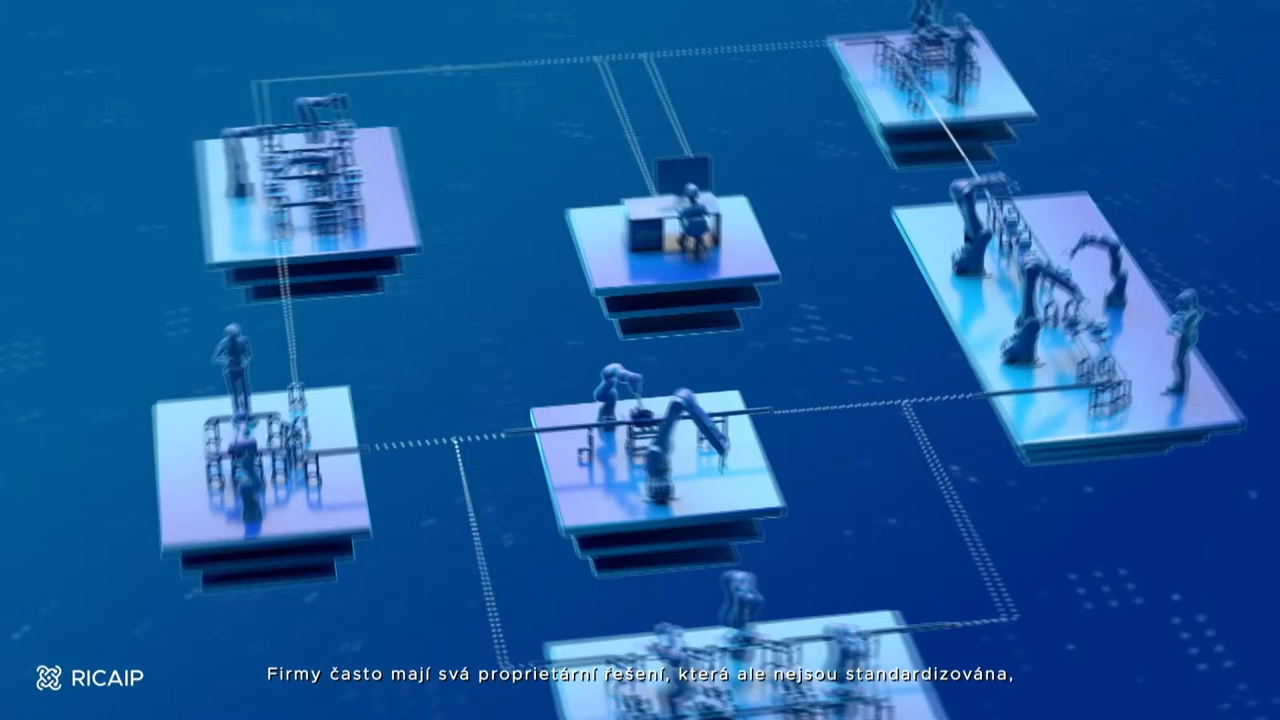 RICAIP
Firmy často mají svá proprietární řešení, která ale nejsou standardizována,